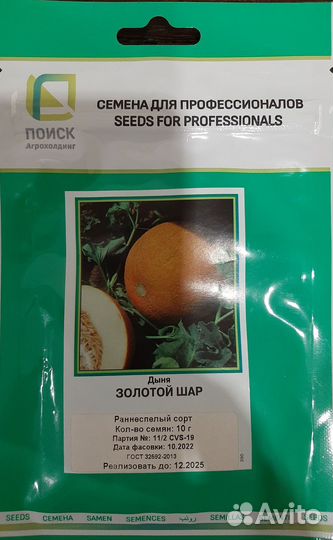 ПОИСК
Агрохолдинг
СЕМЕНА ДЛЯ ПРОФЕССИОНАЛОВ
SEEDS FOR PROFESSIONALS
Дыня
ЗОЛОТОЙ ШАР
Раннеспелый сорт
Кол-во семян: 10 г
Партия №: 11/2 CVS-19
Дата фасовки: 10.2022
ГОСТ 32592-2013
Реализовать до: 12.2025
SEEDS СЕМЕНА SAMEN SEMENCES روئب SEMILLAS
Avito